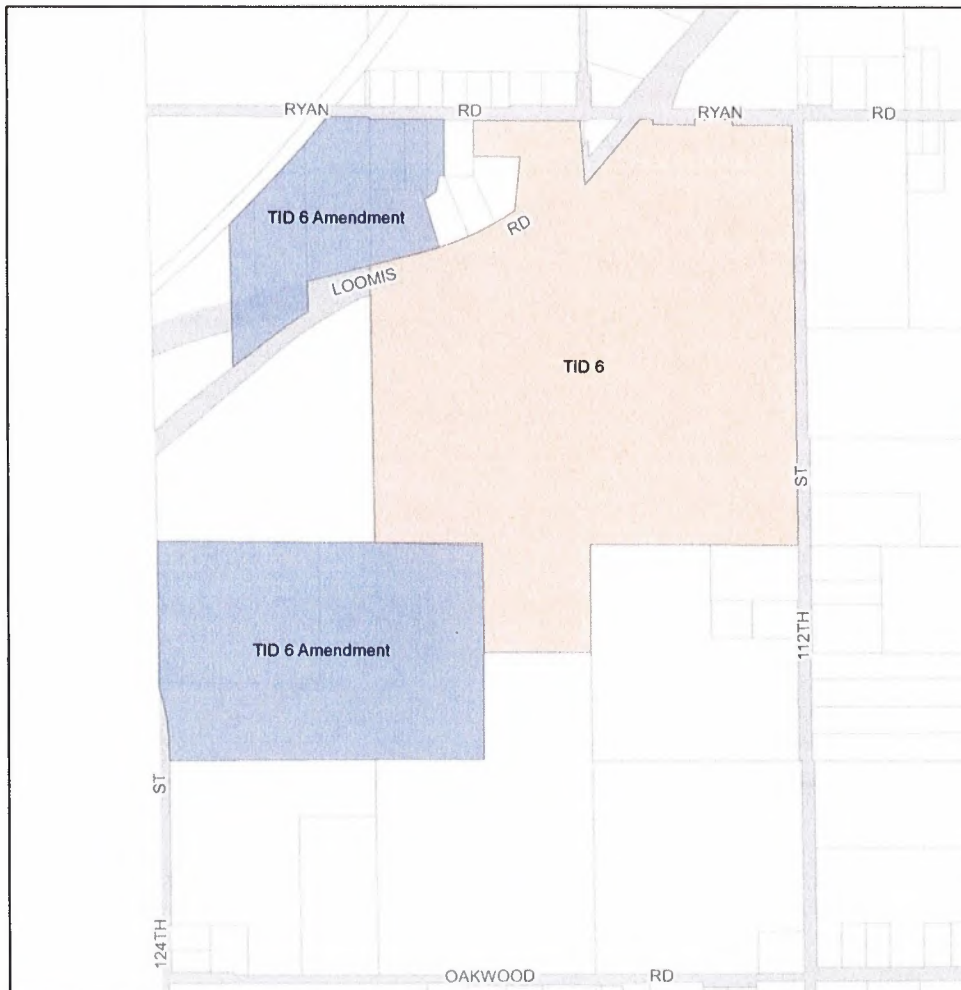 RYAN RD RYAN RD
TID 6 Amendment
RD
LOOMIS
TID 6
ST
112TH
TID 6 Amendment
ST
124TH
OAKWOOD RD